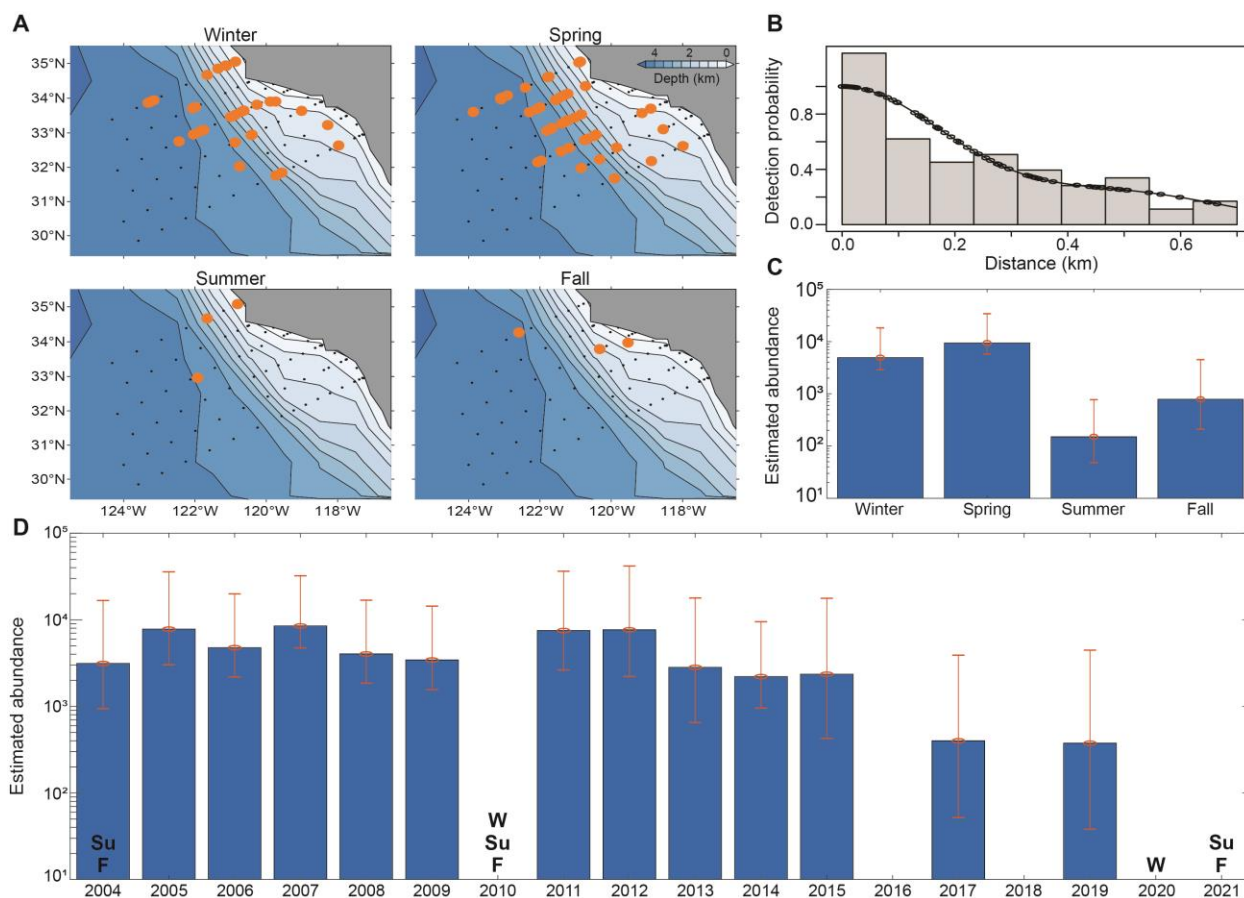 A
Winter
Spring
35°N
34°N
33°N
32°N
31°N
30°N
4 2 0
Depth (km)
Summer
Fall
35°N
34°N
33°N
32°N
31°N
30°N
124°W 122°W 120°W 118°W
124°W 122°W 120°W 118°W
B
Detection probability
0.8
0.4
0.0
0.0 0.2 0.4 0.6
Distance (km)
C
Estimated abundance
10⁵
10⁴
10³
10²
10¹
Winter Spring Summer Fall
D
Estimated abundance
10⁵
10⁴
10³
10²
10¹
Su
F
W
Su
F
W
Su
F
2004 2005 2006 2007 2008 2009 2010 2011 2012 2013 2014 2015 2016 2017 2018 2019 2020 2021